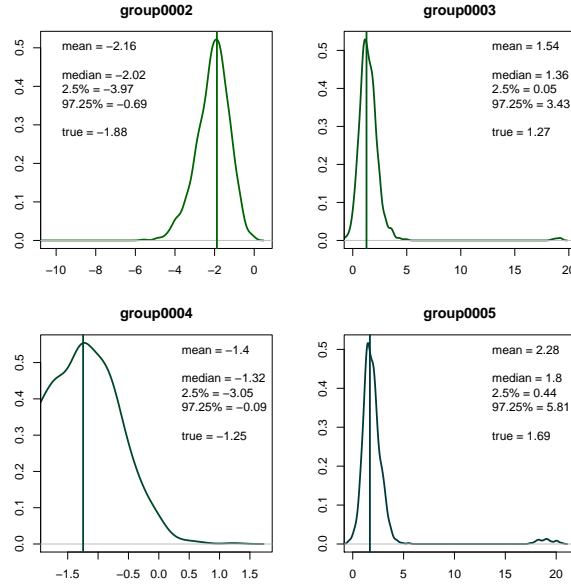 group0002
mean = −2.16
median = −2.02
2.5% = −3.97
97.25% = −0.69
true = −1.88
0.0 0.1 0.2 0.3 0.4 0.5
−10 −8 −6 −4 −2 0
group0003
mean = 1.54
median = 1.36
2.5% = 0.05
97.25% = 3.43
true = 1.27
0.0 0.1 0.2 0.3 0.4 0.5
0 5 10 15 20
group0004
mean = −1.4
median = −1.32
2.5% = −3.05
97.25% = −0.09
true = −1.25
0.0 0.1 0.2 0.3 0.4 0.5
−1.5 −0.5 0.0 0.5 1.0 1.5
group0005
mean = 2.28
median = 1.8
2.5% = 0.44
97.25% = 5.81
true = 1.69
0.0 0.1 0.2 0.3 0.4 0.5
0 5 10 15 20